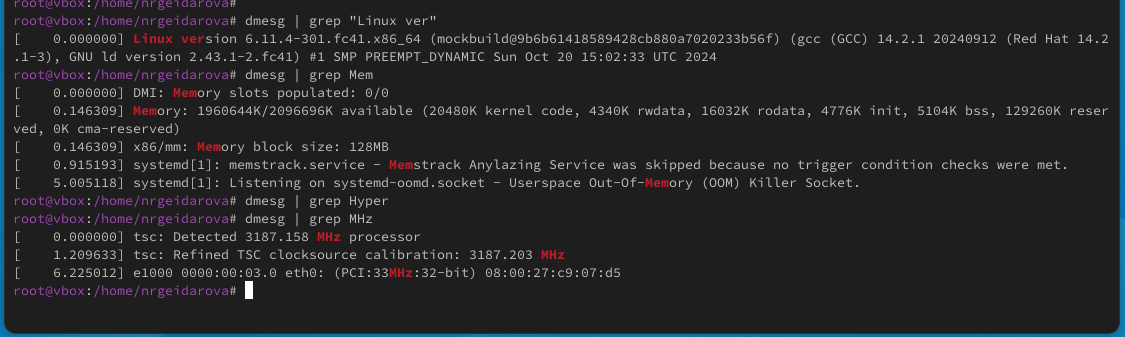 root@vbox:/home/nrgeidarova#
root@vbox:/home/nrgeidarova# dmesg | grep "Linux ver"
[    0.000000] Linux version 6.11.4-301.fc41.x86_64 (mockbuild@9b6b61418589428cb880a7020233b56f) (gcc (GCC) 14.2.1 20240912 (Red Hat 14.2
.1-3), GNU ld version 2.43.1-2.fc41) #1 SMP PREEMPT_DYNAMIC Sun Oct 20 15:02:33 UTC 2024
root@vbox:/home/nrgeidarova# dmesg | grep Mem
[    0.000000] DMI: Memory slots populated: 0/0
[    0.146309] Memory: 1960644K/2096696K available (20480K kernel code, 4340K rwdata, 16032K rodata, 4776K init, 5104K bss, 129260K reser
ved, 0K cma-reserved)
[    0.146309] x86/mm: Memory block size: 128MB
[    0.915193] systemd[1]: memstrack.service - Memstrack Anylazing Service was skipped because no trigger condition checks were met.
[    5.005118] systemd[1]: Listening on systemd-oomd.socket - Userspace Out-Of-Memory (OOM) Killer Socket.
root@vbox:/home/nrgeidarova# dmesg | grep Hyper
root@vbox:/home/nrgeidarova# dmesg | grep MHz
[    0.000000] tsc: Detected 3187.158 MHz processor
[    1.209633] tsc: Refined TSC clocksource calibration: 3187.203 MHz
[    6.225012] e1000 0000:00:03.0 eth0: (PCI:33MHz:32-bit) 08:00:27:c9:07:d5
root@vbox:/home/nrgeidarova#